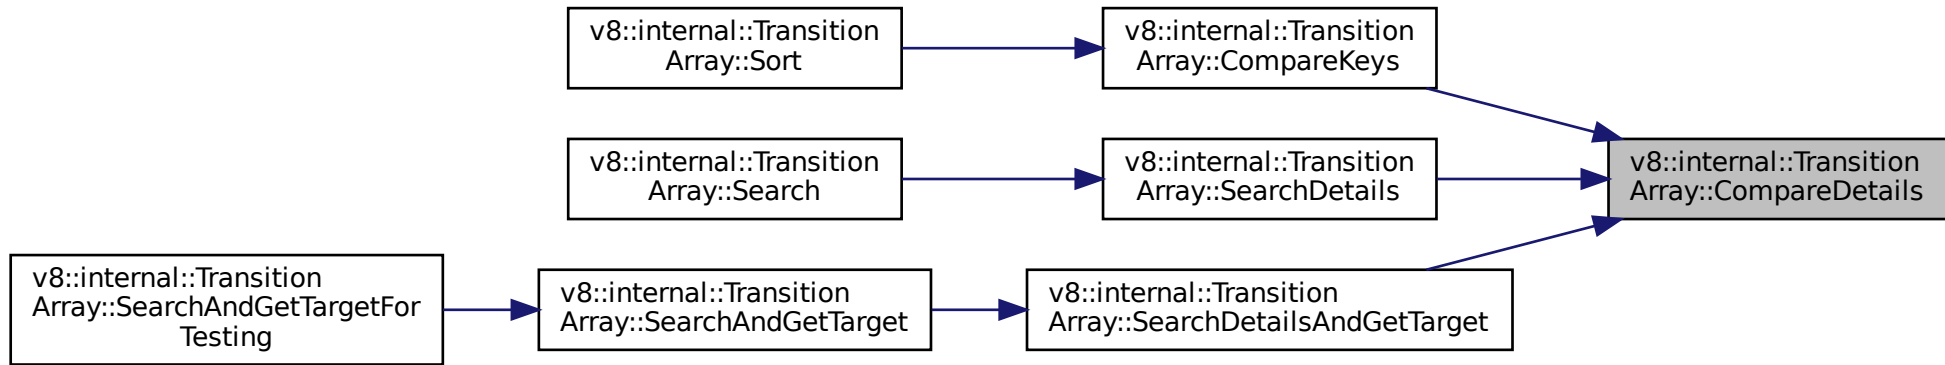 v8::internal::Transition
Array::Sort
v8::internal::Transition
Array::CompareKeys
v8::internal::Transition
Array::Search
v8::internal::Transition
Array::SearchDetails
v8::internal::Transition
Array::CompareDetails
v8::internal::Transition
Array::SearchAndGetTargetFor
Testing
v8::internal::Transition
Array::SearchAndGetTarget
v8::internal::Transition
Array::SearchDetailsAndGetTarget